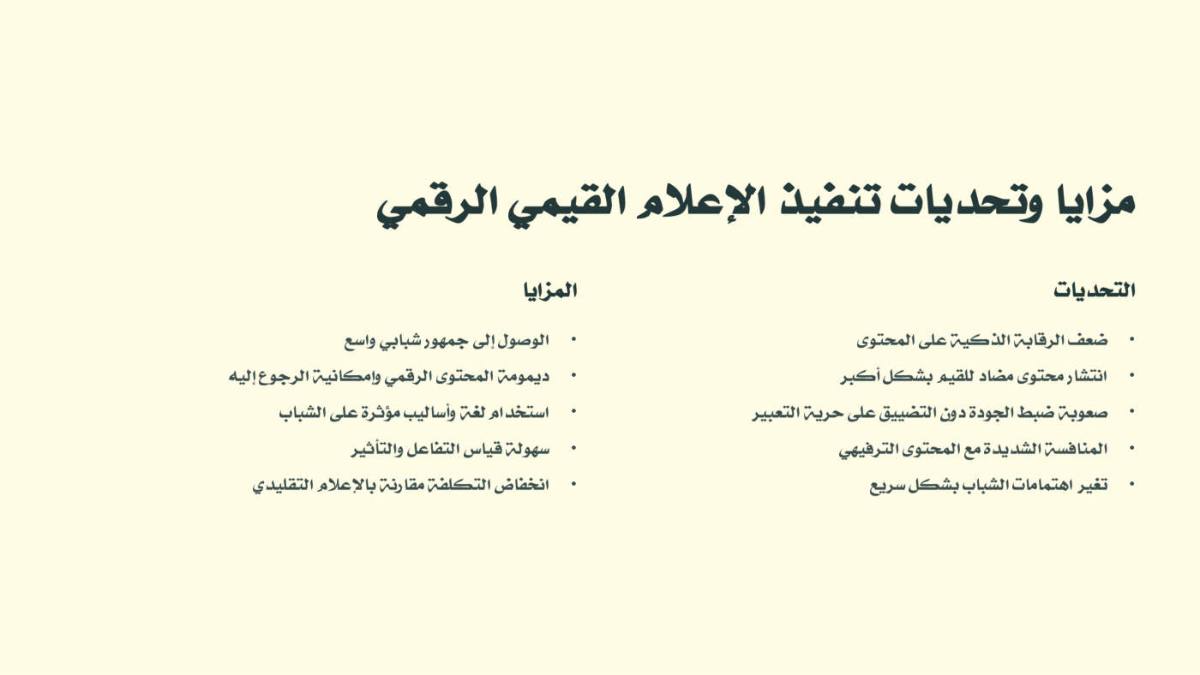 مزايا وتحديات تنفيذ الإعلام القيمي الرقمي
التحديات
• ضعف الرقابة الذكية على المحتوى
• انتشار محتوى مضاد للقيم بشكل أكبر
• صعوبة ضبط الجودة دون التضييق على حرية التعبير
• المنافسة الشديدة مع المحتوى الترفيهي
• تغير اهتمامات الشباب بشكل سريع
المزايا
• الوصول إلى جمهور شبابي واسع
• ديمومة المحتوى الرقمي وإمكانية الرجوع إليه
• استخدام لغة وأساليب مؤثرة على الشباب
• سهولة قياس التفاعل والتأثير
• انخفاض التكلفة مقارنة بالإعلام التقليدي